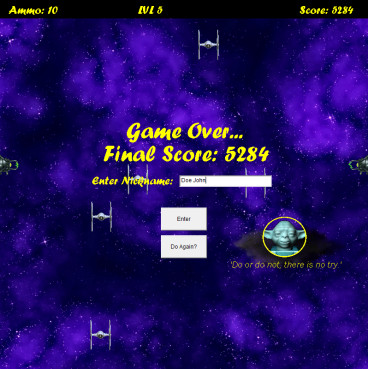 Ammo: 10 LVL 5 Score: 5284
Game Over...
Final Score: 5284
Enter Nickname: Doe John
Enter
Do Again?
'Do or do not, there is no try.'